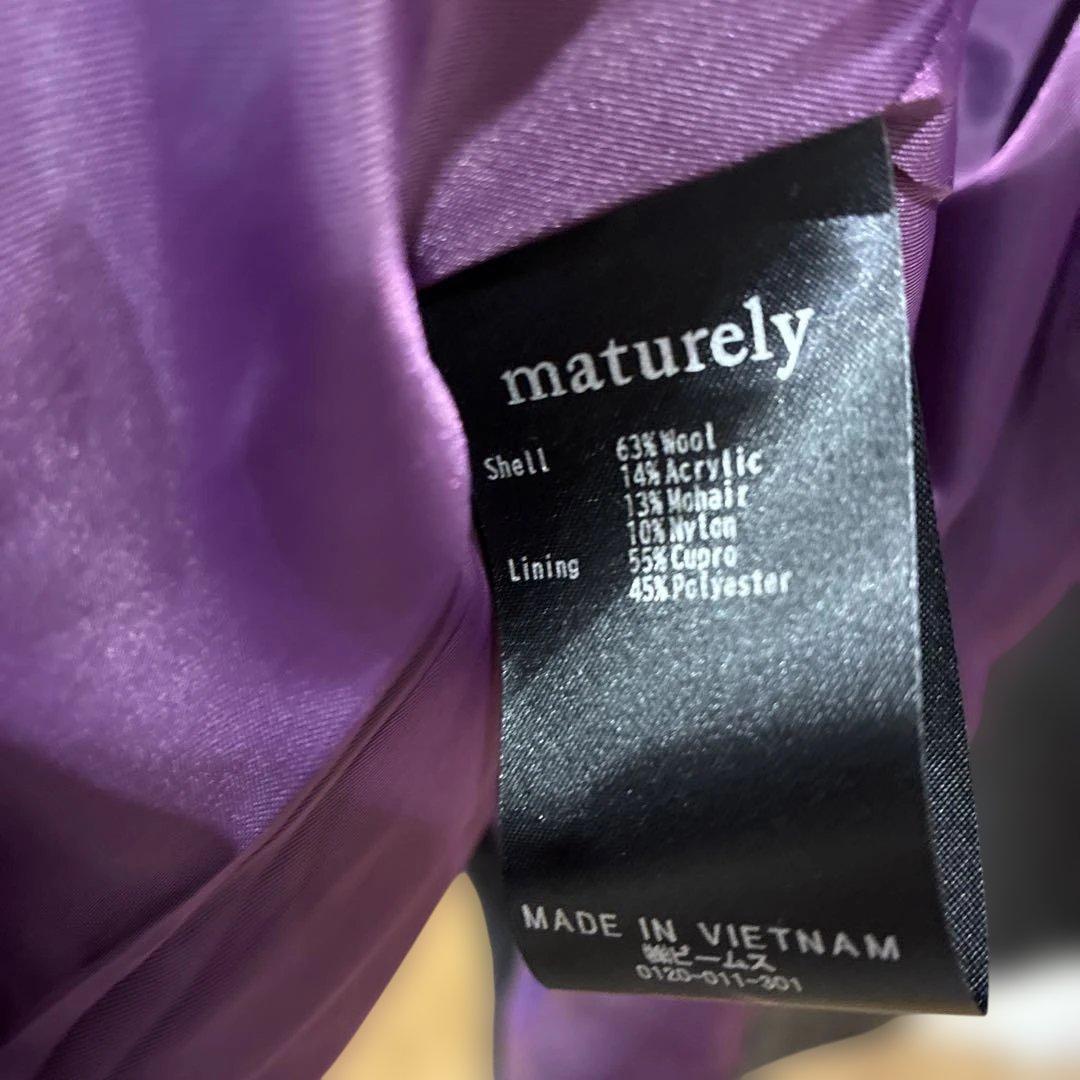 maturely
Shell 63% Wool
14% Acrylic
13% Mohair
10% Nylon
Lining 55% Cupro
45% Polyester
MADE IN VIETNAM
㈱ビームス
0120-011-301